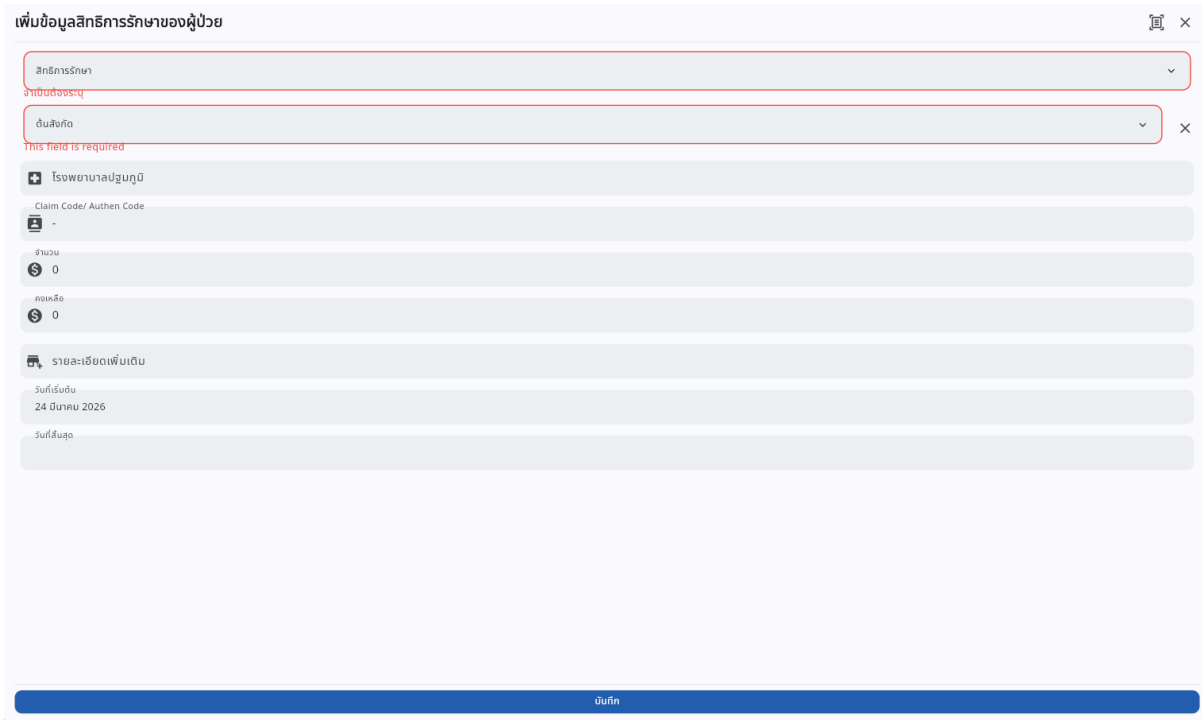 เพิ่มข้อมูลสิทธิการรักษาของผู้ป่วย
สิทธิการรักษา
จำเป็นต้องระบุ
ต้นสังกัด
This field is required
โรงพยาบาลปฐมภูมิ
Claim Code/ Authen Code
-
จำนวน
0
คงเหลือ
0
รายละเอียดเพิ่มเติม
วันที่เริ่มต้น
24 มีนาคม 2026
วันที่สิ้นสุด
บันทึก